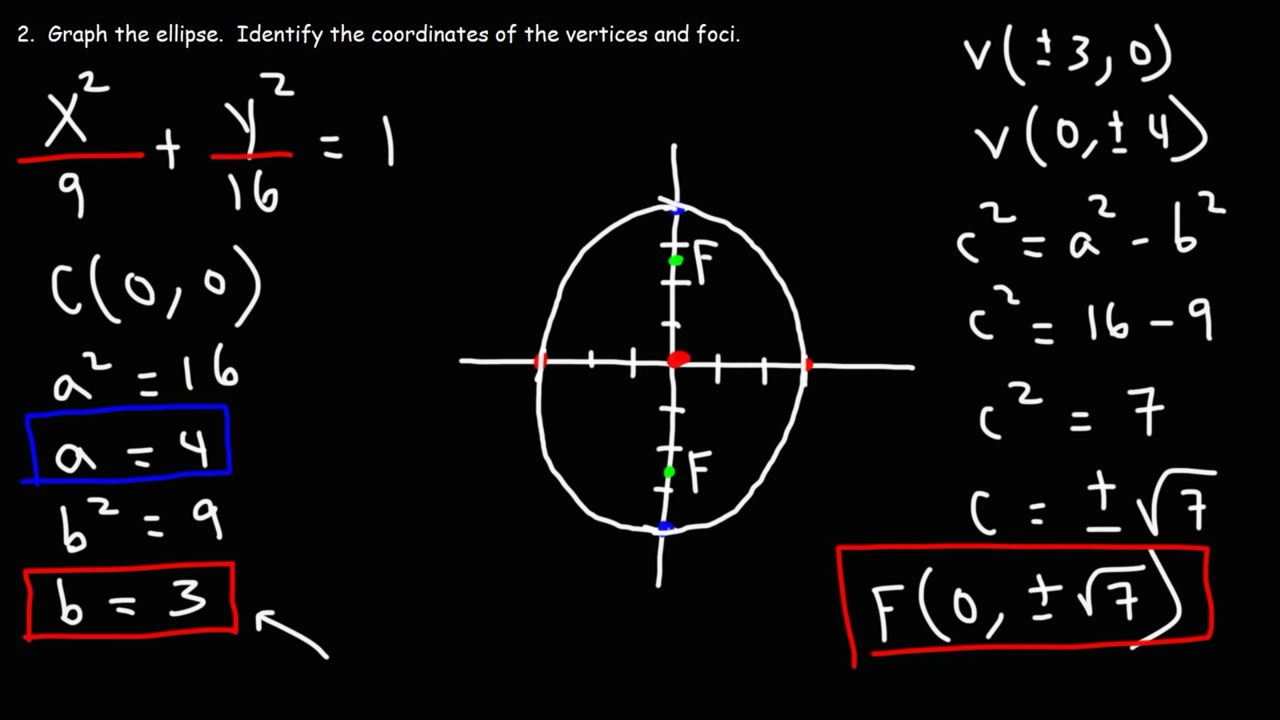 2. Graph the ellipse. Identify the coordinates of the vertices and foci.
x²/9 + y²/16 = 1
C(0, 0)
a² = 16
a = 4
b² = 9
b = 3
F
F
V(±3, 0)
V(0, ±4)
c² = a² - b²
c² = 16 - 9
c² = 7
c = ±√7
F(0, ±√7)